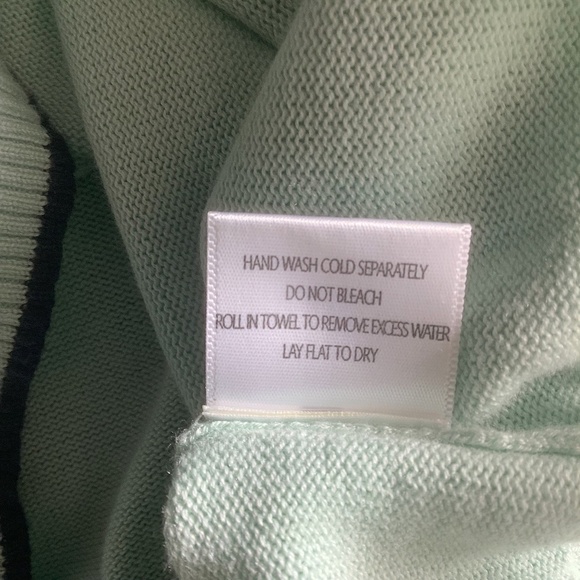 HAND WASH COLD SEPARATELY
DO NOT BLEACH
ROLL IN TOWEL TO REMOVE EXCESS WATER
LAY FLAT TO DRY